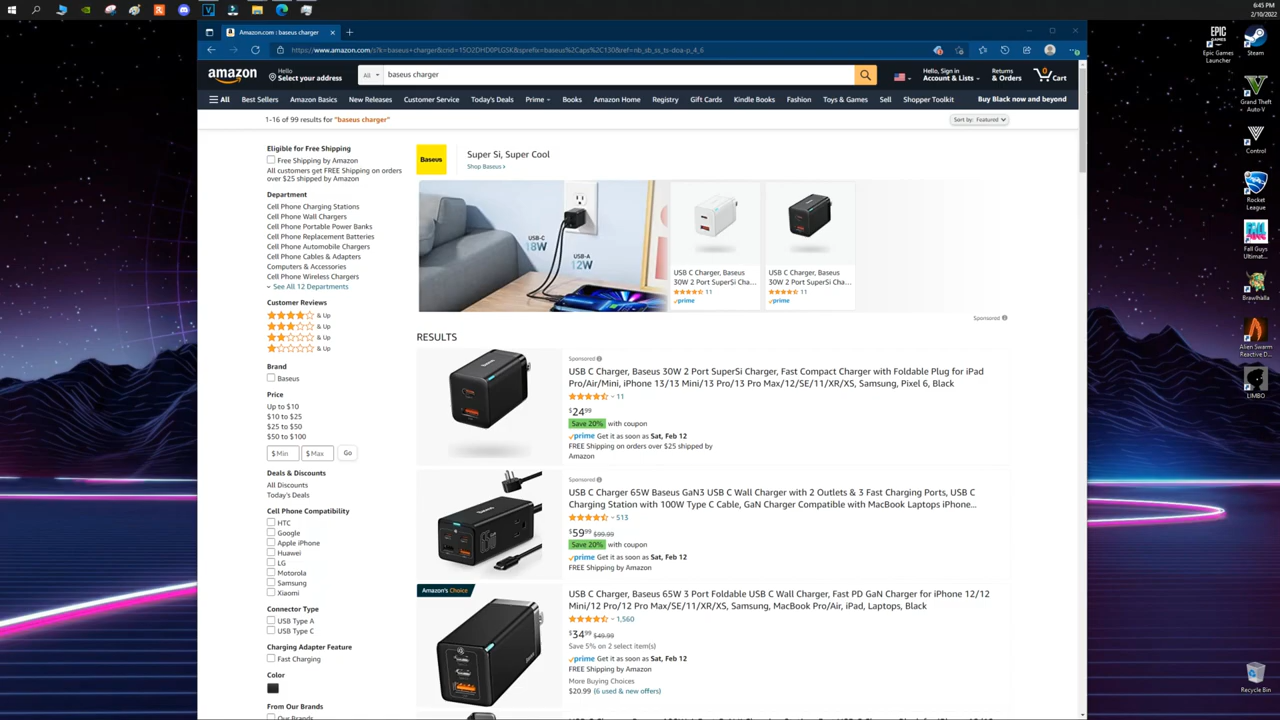 6:45 PM
2/10/2022
Amazon.com : baseus charger
https://www.amazon.com/s?k=baseus+charger&crid=15O2DHD0PLGSK&sprefix=baseus%2Caps%2C130&ref=nb_sb_ss_ts-doa-p_4_6
amazon
Hello
Select your address
All
baseus charger
Hello, Sign in
Account & Lists
Returns
& Orders
0
Cart
All
Best Sellers
Amazon Basics
New Releases
Customer Service
Today's Deals
Prime
Books
Amazon Home
Registry
Gift Cards
Kindle Books
Fashion
Toys & Games
Sell
Shopper Toolkit
Buy Black now and beyond
1-16 of 99 results for "baseus charger"
Sort by: Featured
Eligible for Free Shipping
Free Shipping by Amazon
All customers get FREE Shipping on orders
over $25 shipped by Amazon
Department
Cell Phone Charging Stations
Cell Phone Wall Chargers
Cell Phone Portable Power Banks
Cell Phone Replacement Batteries
Cell Phone Automobile Chargers
Cell Phone Cables & Adapters
Computers & Accessories
Cell Phone Wireless Chargers
See All 12 Departments
Customer Reviews
& Up
& Up
& Up
& Up
Brand
Baseus
Price
Up to $10
$10 to $25
$25 to $50
$50 to $100
$ Min
$ Max
Go
Deals & Discounts
All Discounts
Today's Deals
Cell Phone Compatibility
HTC
Google
Apple iPhone
Huawei
LG
Motorola
Samsung
Xiaomi
Connector Type
USB Type A
USB Type C
Charging Adapter Feature
Fast Charging
Color
From Our Brands
Our Brands
Baseus
Super Si, Super Cool
Shop Baseus ›
USB-C
18W
USB-A
12W
USB C Charger, Baseus
30W 2 Port SuperSi Cha...
11
prime
USB C Charger, Baseus
30W 2 Port SuperSi Cha...
11
prime
Sponsored
RESULTS
Sponsored
USB C Charger, Baseus 30W 2 Port SuperSi Charger, Fast Compact Charger with Foldable Plug for iPad
Pro/Air/Mini, iPhone 13/13 Mini/13 Pro/13 Pro Max/12/SE/11/XR/XS, Samsung, Pixel 6, Black
11
$24.99
Save 20% with coupon
prime Get it as soon as Sat, Feb 12
FREE Shipping on orders over $25 shipped by
Amazon
Sponsored
USB C Charger 65W Baseus GaN3 USB C Wall Charger with 2 Outlets & 3 Fast Charging Ports, USB C
Charging Station with 100W Type C Cable, GaN Charger Compatible with MacBook Laptops iPhone...
513
$59.99 $99.99
Save 20% with coupon
prime Get it as soon as Sat, Feb 12
FREE Shipping by Amazon
Amazon's Choice
USB C Charger, Baseus 65W 3 Port Foldable USB C Wall Charger, Fast PD GaN Charger for iPhone 12/12
Mini/12 Pro/12 Pro Max/SE/11/XR/XS, Samsung, MacBook Pro/Air, iPad, Laptops, Black
1,560
$34.99 $49.99
Save 5% on 2 select item(s)
prime Get it as soon as Sat, Feb 12
FREE Shipping by Amazon
More Buying Choices
$20.99 (6 used & new offers)
Epic Games
Launcher
Steam
Grand Theft
Auto V
Control
Rocket
League
Fall Guys
Ultimat...
Brawlhalla
Alien Swarm
Reactive D...
LIMBO
Recycle Bin